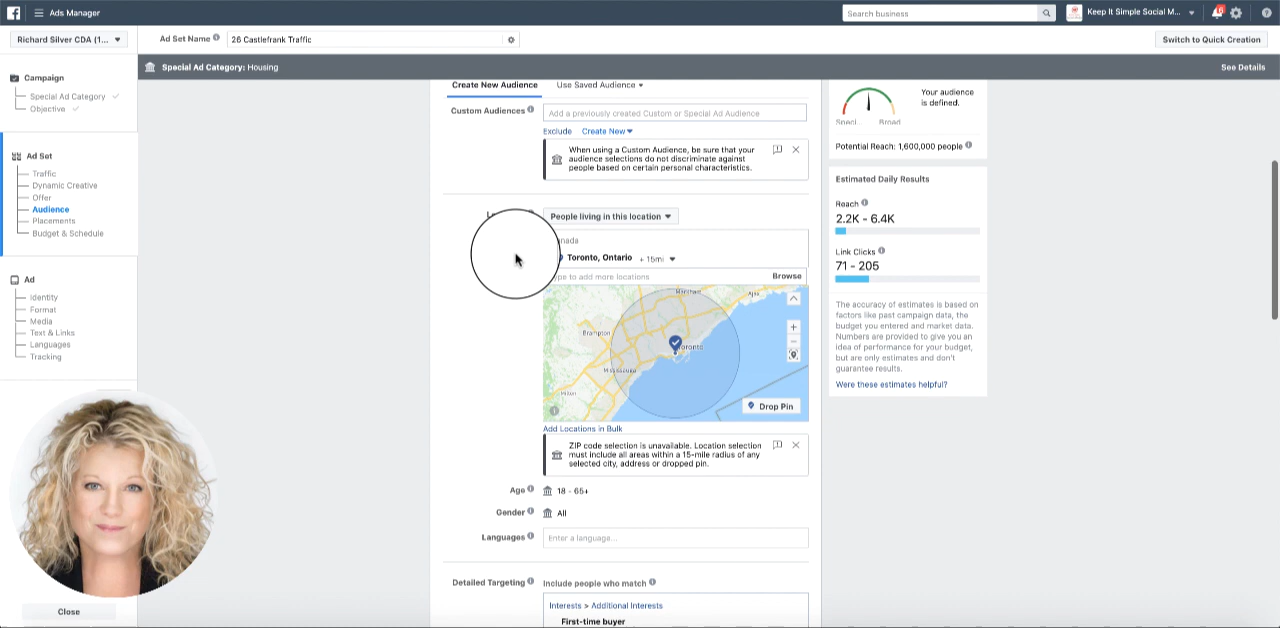 Ads Manager
Search business
Keep It Simple Social M...
Richard Silver CDA (1...
Ad Set Name
26 Castlefrank Traffic
Switch to Quick Creation
Special Ad Category: Housing
See Details
Campaign
Special Ad Category
Objective
Ad Set
Traffic
Dynamic Creative
Offer
Audience
Placements
Budget & Schedule
Ad
Identity
Format
Media
Text & Links
Languages
Tracking
Close
Create New Audience
Use Saved Audience
Custom Audiences
Add a previously created Custom or Special Ad Audience
Exclude
Create New
When using a Custom Audience, be sure that your
audience selections do not discriminate against
people based on certain personal characteristics.
People living in this location
Toronto, Ontario + 15mi
to add more locations
Browse
Markham
Ajax
Brampton
Toronto
Mississauga
Milton
Drop Pin
Add Locations in Bulk
ZIP code selection is unavailable. Location selection
must include all areas within a 15-mile radius of any
selected city, address or dropped pin.
Age
18 - 65+
Gender
All
Languages
Enter a language...
Detailed Targeting
Include people who match
Interests > Additional Interests
First-time buyer
Your audience
is defined.
Broad
Potential Reach: 1,600,000 people
Estimated Daily Results
Reach
2.2K - 6.4K
Link Clicks
71 - 205
The accuracy of estimates is based on
factors like past campaign data, the
budget you entered and market data.
Numbers are provided to give you an
idea of performance for your budget,
but are only estimates and don't
guarantee results.
Were these estimates helpful?